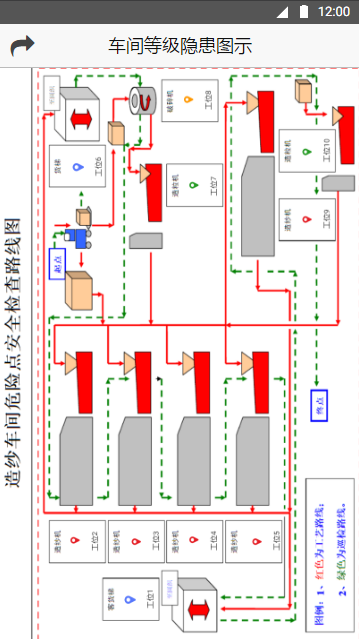 12:00
车间等级隐患图示
造纱车间危险点安全检查路线图
货梯
工位6
破碎机
工位8
造粒机
工位7
造粒机
工位10
造纱机
工位9
起点
终点
造纱机
工位2
造纱机
工位3
造纱机
工位4
造纱机
工位5
客货梯
工位1
图例：1、红色为工艺路线；
2、绿色为巡检路线。